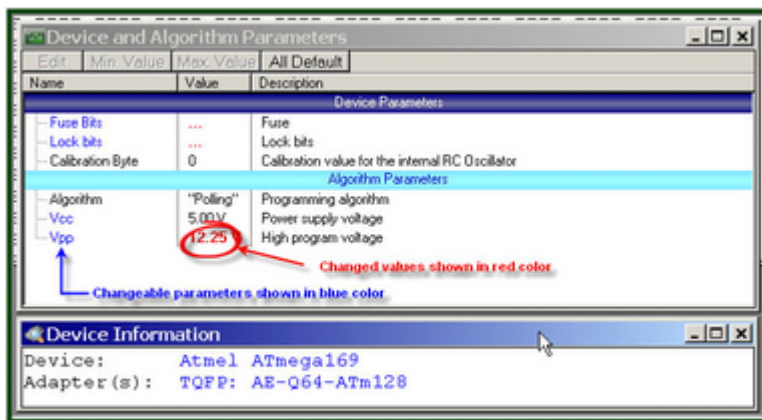 Device and Algorithm Parameters
Edit Min. Value Max. Value All Default
Name Value Description
Device Parameters
Fuse Bits ... Fuse
Lock bits ... Lock bits
Calibration Byte 0 Calibration value for the internal RC Oscillator
Algorithm Parameters
Algorithm "Polling" Programming algorithm
Vcc 5.00 V Power supply voltage
Vpp 12.25 High program voltage
Changed values shown in red color
Changeable parameters shown in blue color
Device Information
Device: Atmel ATmega169
Adapter(s): TQFP: AE-Q64-ATm128